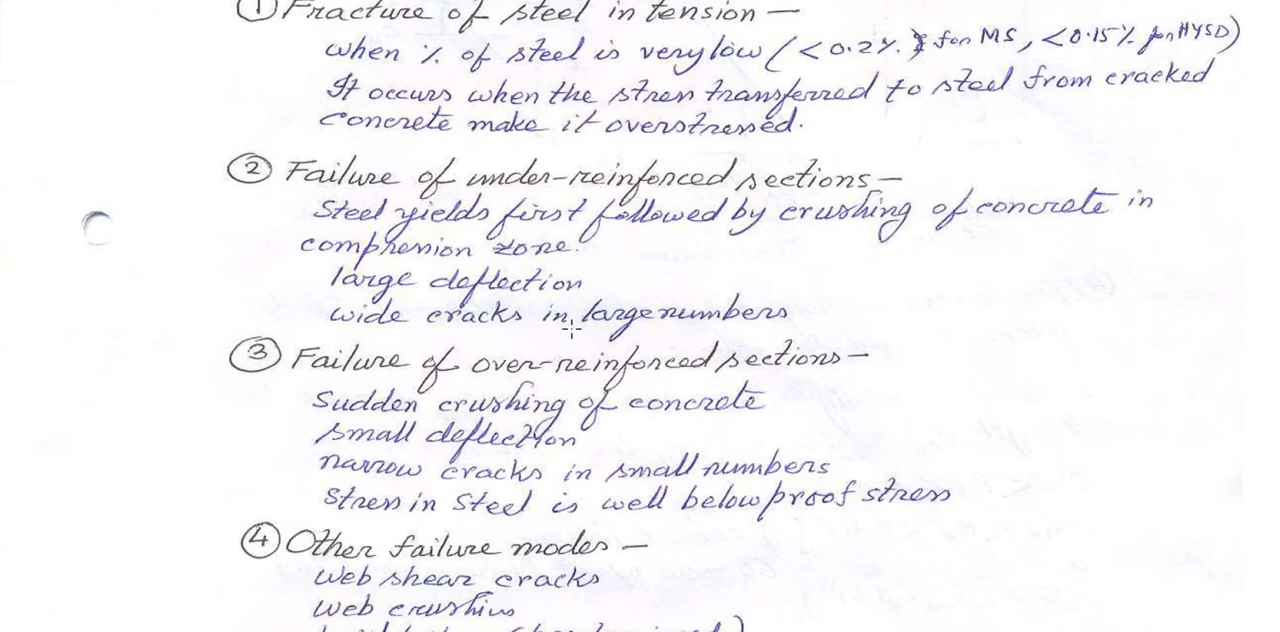 ① Fracture of steel in tension —
when % of steel is very low (<0.2% for MS, <0.15% for HYSD)
It occurs when the stress transferred to steel from cracked
concrete make it overstressed.
② Failure of under-reinforced sections —
Steel yields first followed by crushing of concrete in
compression zone.
large deflection
wide cracks in large numbers
③ Failure of over-reinforced sections —
Sudden crushing of concrete
small deflection
narrow cracks in small numbers
Stress in Steel is well below proof stress
④ Other failure modes —
Web shear cracks
Web crushing